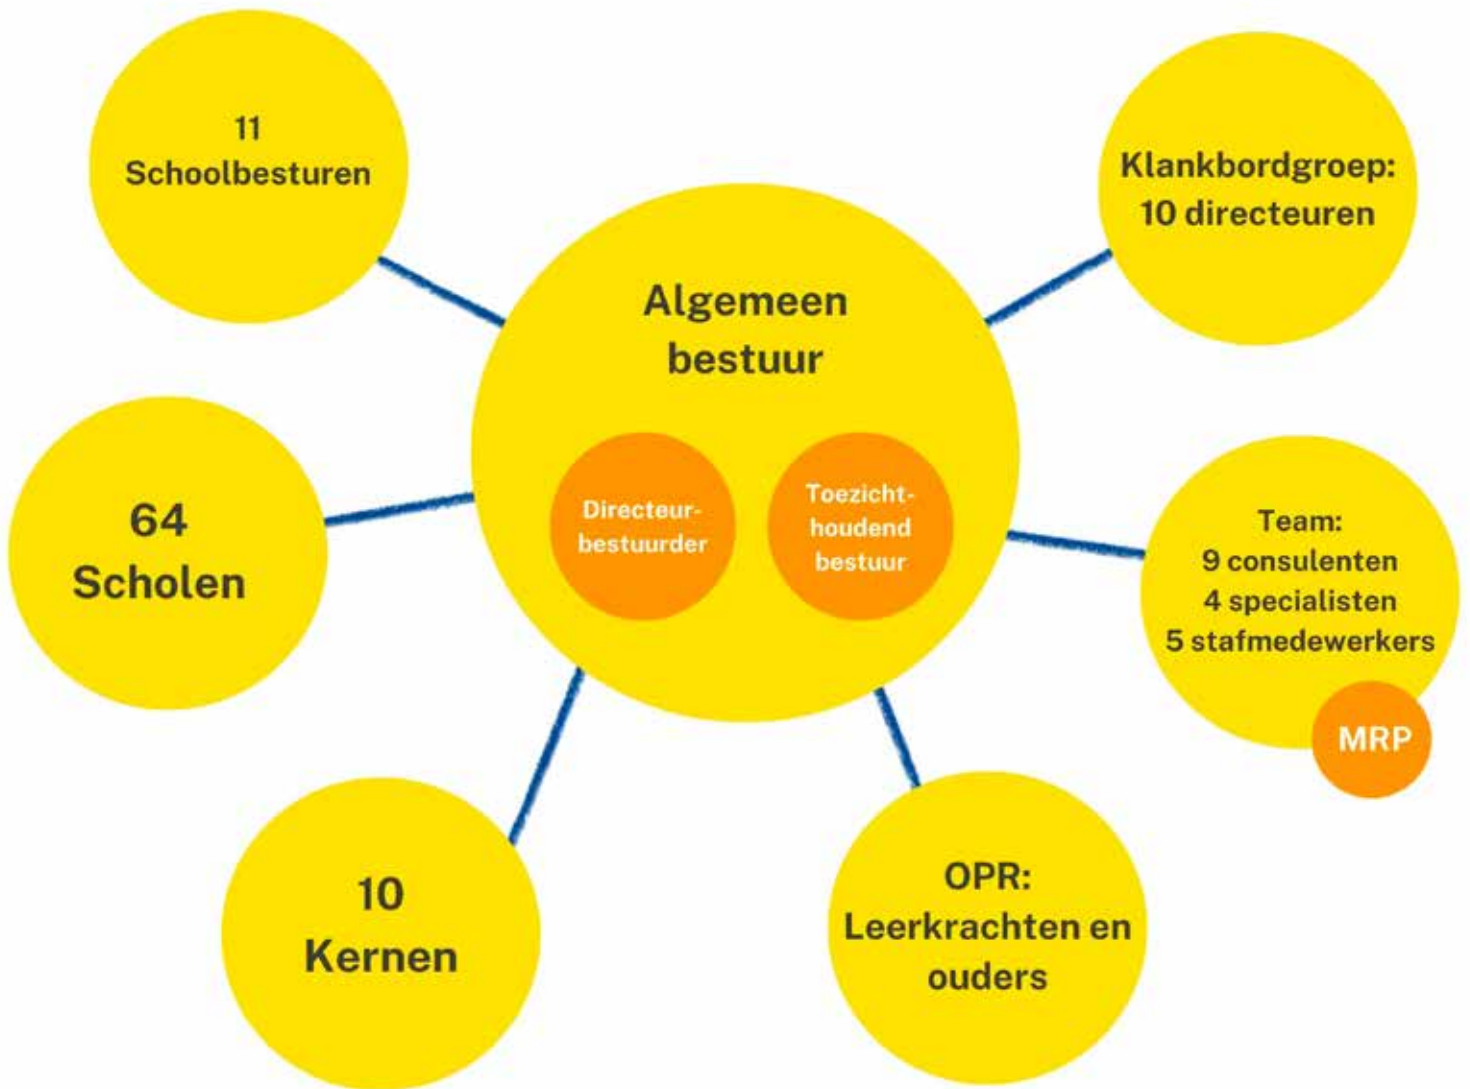 11
Schoolbesturen
Klankbordgroep:
10 directeuren
Algemeen
bestuur
Directeur-
bestuurder
Toezicht-
houdend
bestuur
64
Scholen
Team:
9 consulenten
4 specialisten
5 stafmedewerkers
MRP
10
Kernen
OPR:
Leerkrachten en
ouders